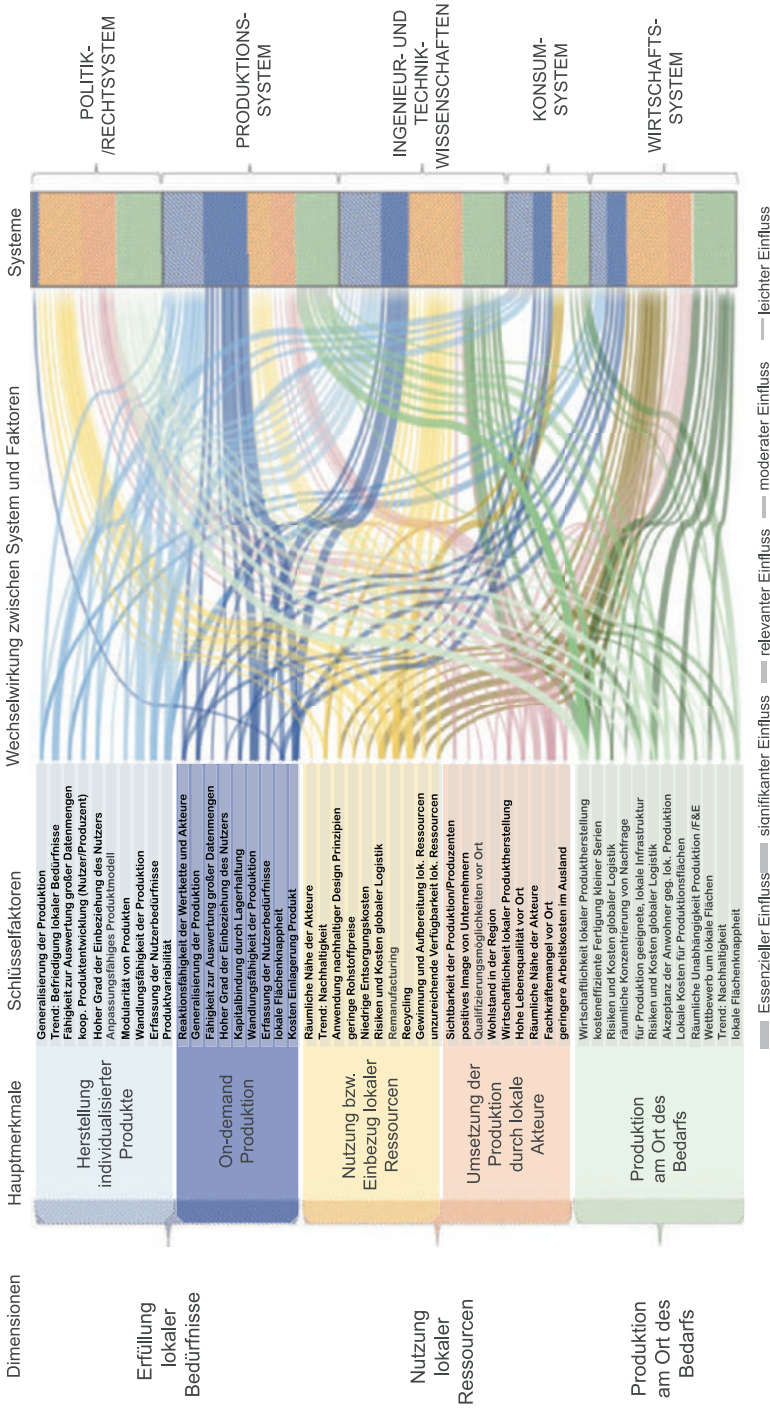 Dimensionen
Hauptmerkmale
Schlüsselfaktoren
Wechselwirkung zwischen System und Faktoren
Systeme
Erfüllung
lokaler
Bedürfnisse
Nutzung
lokaler
Ressourcen
Produktion
am Ort des
Bedarfs
Herstellung
individualisierter
Produkte
On-demand
Produktion
Nutzung bzw.
Einbezug lokaler
Ressourcen
Umsetzung der
Produktion
durch lokale
Akteure
Produktion
am Ort des
Bedarfs
Generalisierung der Produktion
Trend: Befriedigung lokaler Bedürfnisse
Fähigkeit zur Auswertung großer Datenmengen
koop. Produktentwicklung (Nutzer/Produzent)
Hoher Grad der Einbeziehung des Nutzers
Anpassungsfähiges Produktmodell
Modularität von Produkten
Wandlungsfähigkeit der Produktion
Erfassung der Nutzerbedürfnisse
Produktvariabilität
Reaktionsfähigkeit der Wertkette und Akteure
Generalisierung der Produktion
Fähigkeit zur Auswertung großer Datenmengen
Hoher Grad der Einbeziehung des Nutzers
Kapitalbindung durch Lagerhaltung
Wandlungsfähigkeit der Produktion
Erfassung der Nutzerbedürfnisse
lokale Flächenknappheit
Kosten Einlagerung Produkt
Räumliche Nähe der Akteure
Trend: Nachhaltigkeit
Anwendung nachhaltiger Design Prinzipien
geringe Rohstoffpreise
Niedrige Entsorgungskosten
Risiken und Kosten globaler Logistik
Remanufacturing
Recycling
Gewinnung und Aufbereitung lok. Ressourcen
unzureichende Verfügbarkeit lok. Ressourcen
Sichtbarkeit der Produktion/Produzenten
positives Image von Unternehmen
Qualifizierungsmöglichkeiten vor Ort
Wohlstand in der Region
Wirtschaftlichkeit lokaler Produktherstellung
Hohe Lebensqualität vor Ort
Räumliche Nähe der Akteure
Fachkräftemangel vor Ort
geringere Arbeitskosten im Ausland
Wirtschaftlichkeit lokaler Produktherstellung
kosteneffiziente Fertigung kleiner Serien
Risiken und Kosten globaler Logistik
räumliche Konzentrierung von Nachfrage
für Produktion geeignete, lokale Infrastruktur
Risiken und Kosten globaler Logistik
Akzeptanz der Anwohner geg. lok. Produktion
Lokale Kosten für Produktionsflächen
Räumliche Unabhängigkeit Produktion /F&E
Wettbewerb um lokale Flächen
Trend: Nachhaltigkeit
lokale Flächenknappheit
POLITIK-
/RECHTSYSTEM
PRODUKTIONS-
SYSTEM
INGENIEUR- UND
TECHNIK-
WISSENSCHAFTEN
KONSUM-
SYSTEM
WIRTSCHAFTS-
SYSTEM
Essenzieller Einfluss
signifikanter Einfluss
relevanter Einfluss
moderater Einfluss
leichter Einfluss